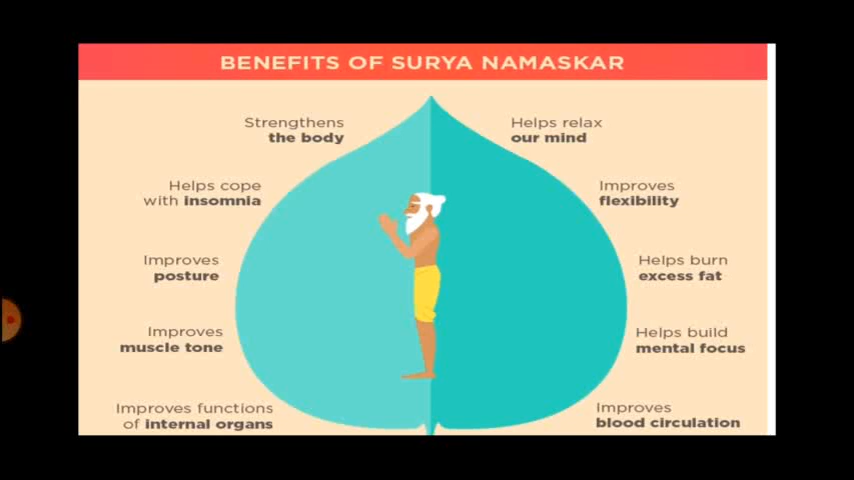 BENEFITS OF SURYA NAMASKAR
Strengthens
the body
Helps cope
with insomnia
Improves
posture
Improves
muscle tone
Improves functions
of internal organs
Helps relax
our mind
Improves
flexibility
Helps burn
excess fat
Helps build
mental focus
Improves
blood circulation